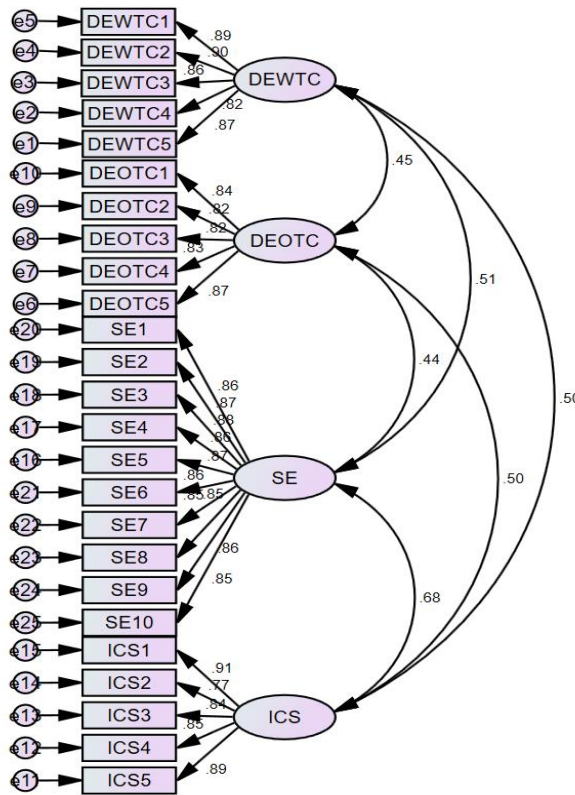 e5 DEWTC1
e4 DEWTC2
e3 DEWTC3
e2 DEWTC4
e1 DEWTC5
.89
.90
.86
.82
.87
DEWTC
e10 DEOTC1
e9 DEOTC2
e8 DEOTC3
e7 DEOTC4
e6 DEOTC5
.84
.82
.82
.83
.87
DEOTC
e20 SE1
e19 SE2
e18 SE3
e17 SE4
e16 SE5
e21 SE6
e22 SE7
e23 SE8
e24 SE9
e25 SE10
.86
.87
.88
.86
.87
.86
.85
.85
.86
.85
SE
e15 ICS1
e14 ICS2
e13 ICS3
e12 ICS4
e11 ICS5
.91
.77
.84
.85
.89
ICS
.45
.51
.44
.50
.50
.68